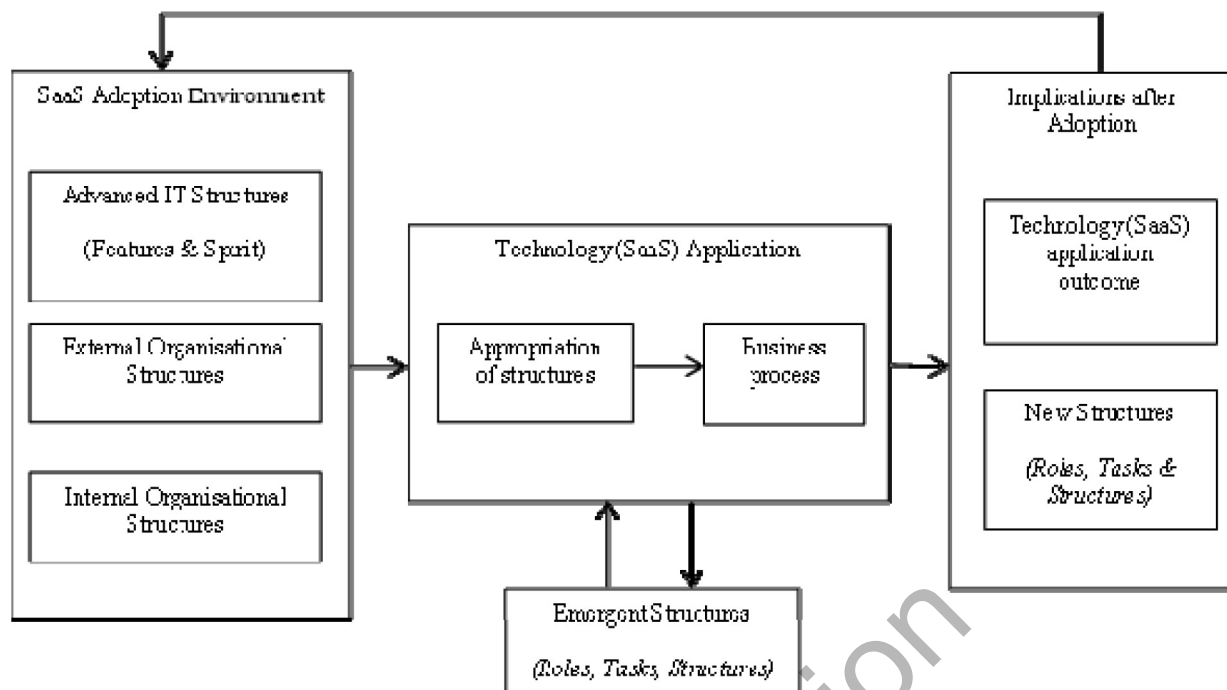 SaaS Adoption Environment
Advanced IT Structures
(Features & Spirit)
External Organisational
Structures
Internal Organisational
Structures
Technology(SaaS) Application
Appropriation
of structures
Business
process
Emergent Structures
(Roles, Tasks, Structures)
Implications after
Adoption
Technology(SaaS)
application
outcome
New Structures
(Roles, Tasks &
Structures)